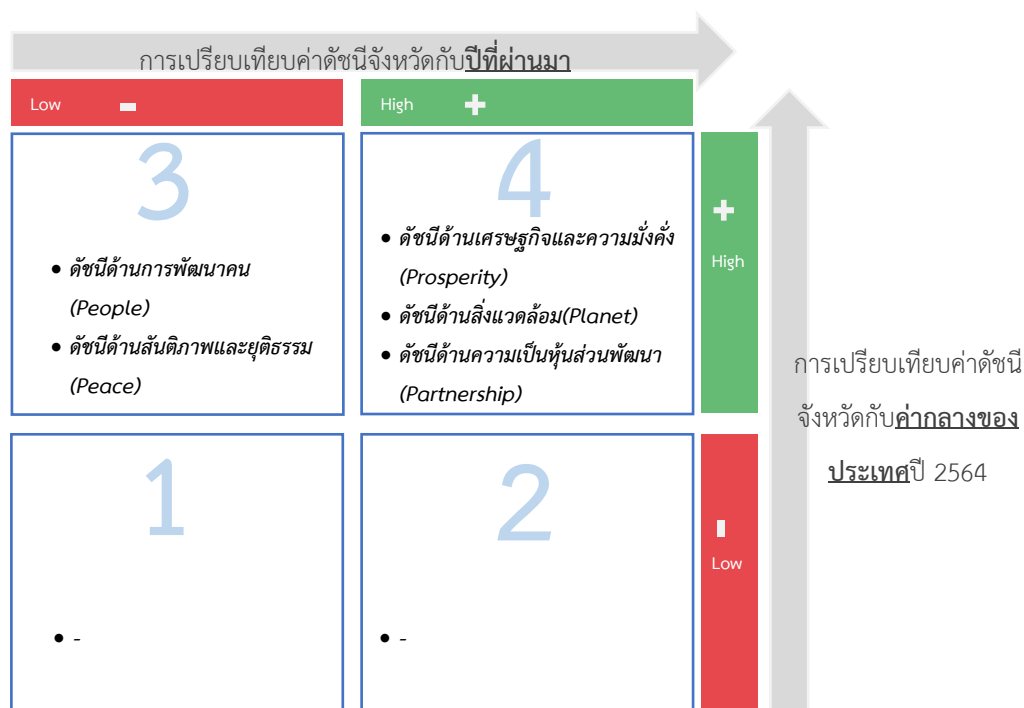 การเปรียบเทียบค่าดัชนีจังหวัดกับปีที่ผ่านมา
Low -
High +
3
• ดัชนีด้านการพัฒนาคน
(People)
• ดัชนีด้านสันติภาพและยุติธรรม
(Peace)
4
• ดัชนีด้านเศรษฐกิจและความมั่งคั่ง
(Prosperity)
• ดัชนีด้านสิ่งแวดล้อม(Planet)
• ดัชนีด้านความเป็นหุ้นส่วนพัฒนา
(Partnership)
+
High
การเปรียบเทียบค่าดัชนี
จังหวัดกับค่ากลางของ
ประเทศปี 2564
1
• -
2
• -
-
Low